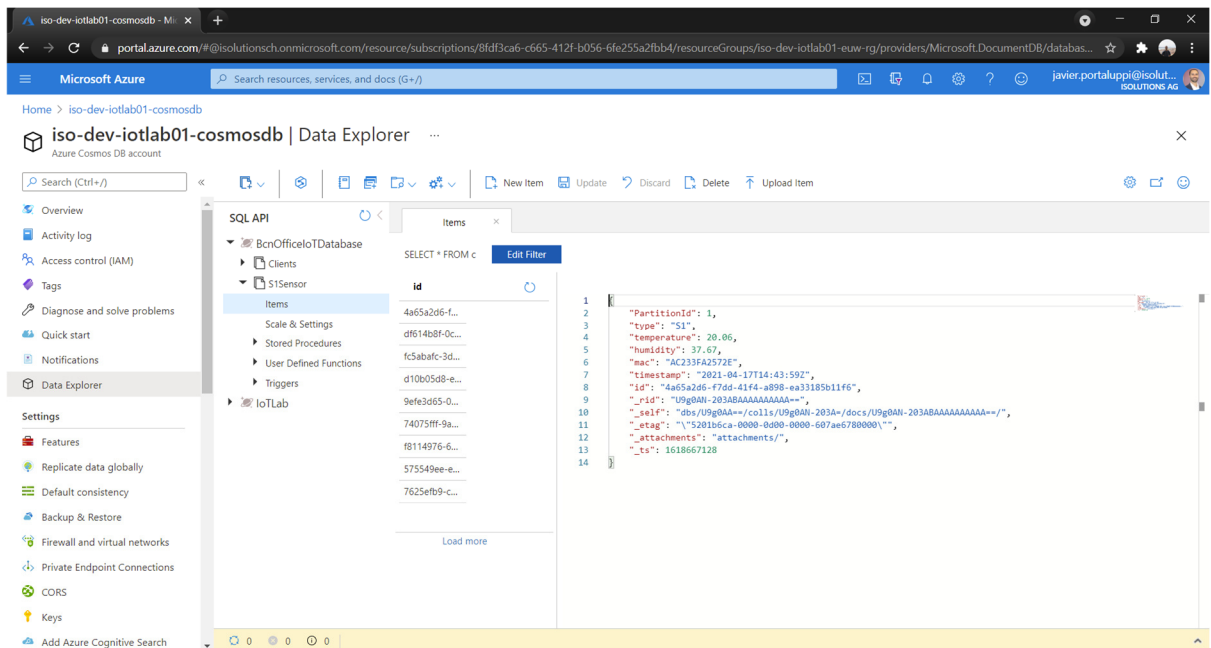 iso-dev-iotlab01-cosmosdb - Mic
portal.azure.com/#@isolutionsch.onmicrosoft.com/resource/subscriptions/8fdf3ca6-c665-412f-b056-6fe255a2fbb4/resourceGroups/iso-dev-iotlab01-euw-rg/providers/Microsoft.DocumentDB/databas...
Microsoft Azure
Search resources, services, and docs (G+/)
javier.portaluppi@isolut...
ISOLUTIONS AG
Home > iso-dev-iotlab01-cosmosdb
iso-dev-iotlab01-cosmosdb | Data Explorer ...
Azure Cosmos DB account
Search (Ctrl+/)
New Item Update Discard Delete Upload Item
Overview
Activity log
Access control (IAM)
Tags
Diagnose and solve problems
Quick start
Notifications
Data Explorer
Settings
Features
Replicate data globally
Default consistency
Backup & Restore
Firewall and virtual networks
Private Endpoint Connections
CORS
Keys
Add Azure Cognitive Search
SQL API
BcnOfficeIoTDatabase
Clients
S1Sensor
Items
Scale & Settings
Stored Procedures
User Defined Functions
Triggers
IoTLab
Items
SELECT * FROM c Edit Filter
id
4a65a2d6-f...
df614b8f-0c...
fc5abafc-3d...
d10b05d8-e...
9efe3d65-0...
74075fff-9a...
f8114976-6...
575549ee-e...
7625efb9-c...
Load more
1 {
2 "PartitionId": 1,
3 "type": "S1",
4 "temperature": 20.06,
5 "humidity": 37.67,
6 "mac": "AC233FA2572E",
7 "timestamp": "2021-04-17T14:43:59Z",
8 "id": "4a65a2d6-f7dd-41f4-a898-ea33185b11f6",
9 "_rid": "U9g0AN-203ABAAAAAAAAAA==",
10 "_self": "dbs/U9g0AA==/colls/U9g0AN-203A=/docs/U9g0AN-203ABAAAAAAAAAA==/",
11 "_etag": "\"5201b6ca-0000-0d00-0000-607ae6780000\"",
12 "_attachments": "attachments/",
13 "_ts": 1618667128
14 }
0 0 0